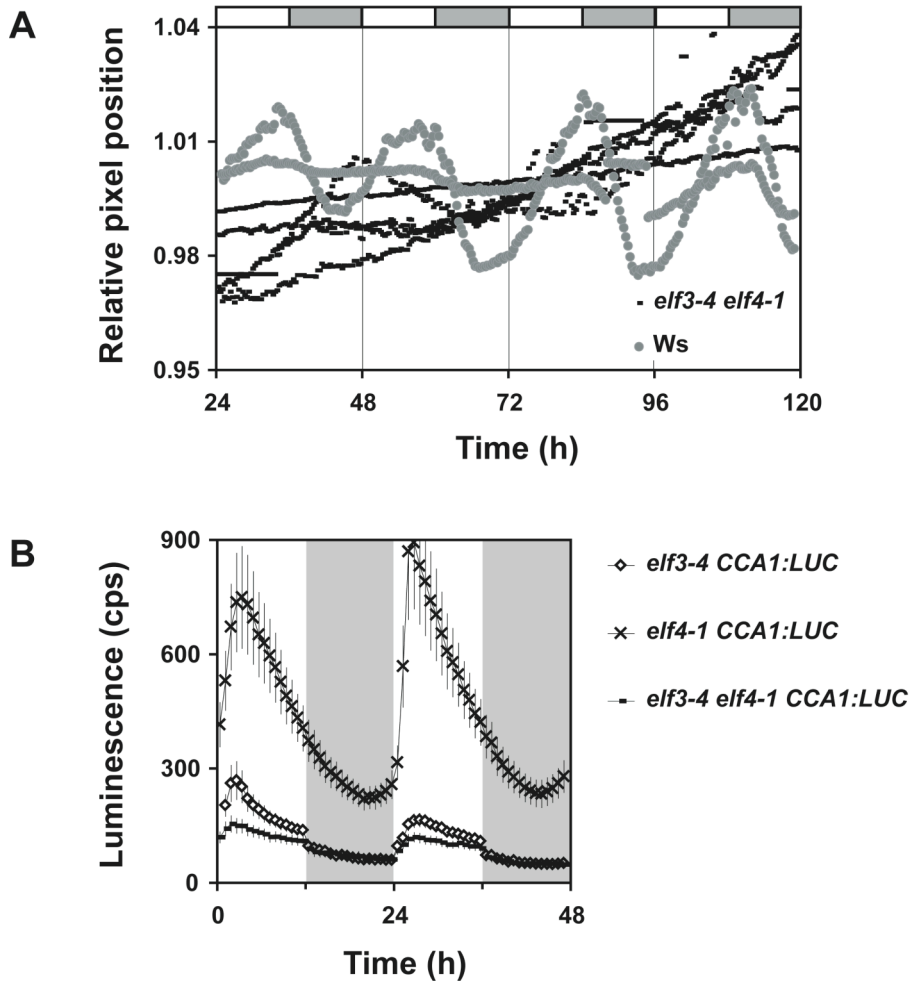 A
1.04
1.01
0.98
0.95
Relative pixel position
elf3-4 elf4-1
Ws
24
48
72
96
120
Time (h)
B
900
600
300
0
Luminescence (cps)
elf3-4 CCA1:LUC
elf4-1 CCA1:LUC
elf3-4 elf4-1 CCA1:LUC
0
24
48
Time (h)